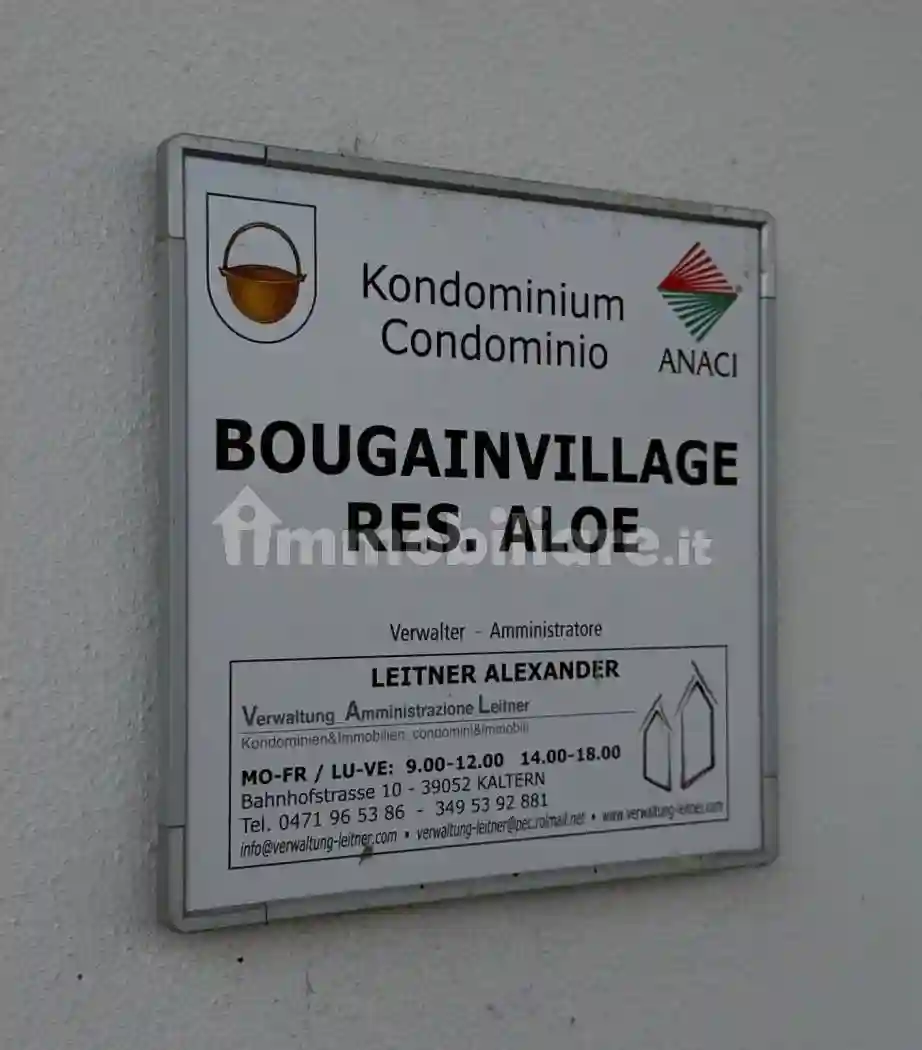 Kondominium
Condominio
ANACI
BOUGAINVILLAGE
RES. ALOE
immobiliare.it
Verwalter - Amministratore
LEITNER ALEXANDER
Verwaltung Amministrazione Leitner
Kondominien&Immobilien condomini&Immobili
MO-FR / LU-VE: 9.00-12.00 14.00-18.00
Bahnhofstrasse 10 - 39052 KALTERN
Tel. 0471 96 53 86 - 349 53 92 881
info@verwaltung-leitner.com • verwaltung-leitner@pec.rolmail.net • www.verwaltung-leitner.com